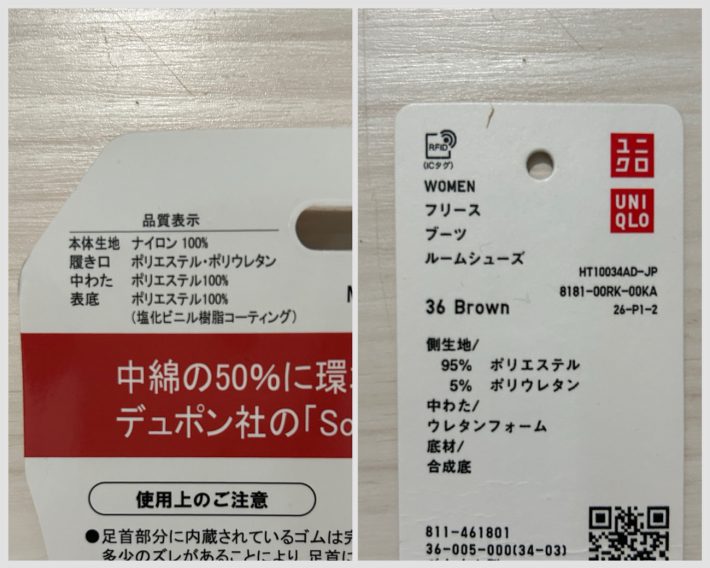 品質表示
本体生地 ナイロン 100%
履き口 ポリエステル・ポリウレタン
中わた ポリエステル100%
表底 ポリエステル100%
(塩化ビニル樹脂コーティング)
中綿の50%に環
デュポン社の「So
使用上のご注意
●足首部分に内蔵されているゴムは完
多少のズレがあることにより、足首に
RFID
(ICタグ)
ユニ
クロ
UNI
QLO
WOMEN
フリース
ブーツ
ルームシューズ
HT10034AD-JP
8181-00RK-00KA
26-P1-2
36 Brown
側生地/
95% ポリエステル
5% ポリウレタン
中わた/
ウレタンフォーム
底材/
合成底
811-461801
36-005-000(34-03)